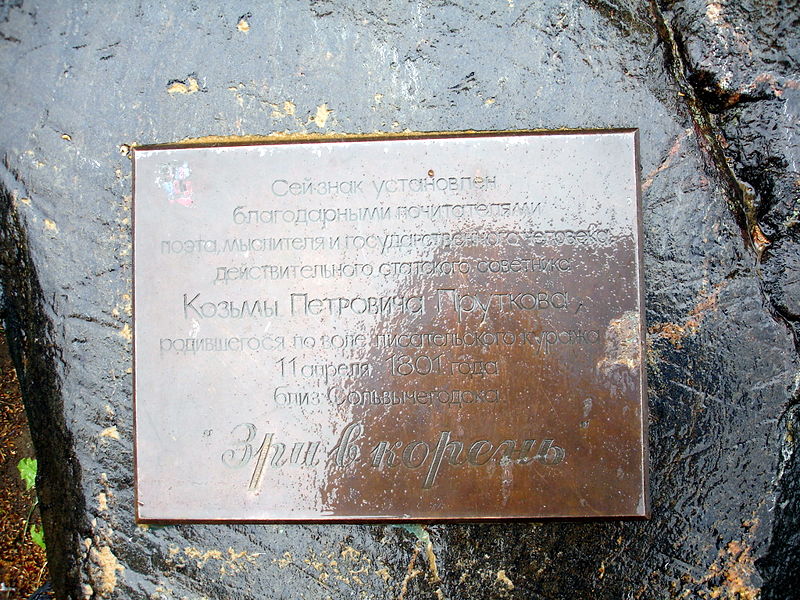 Сей знак установлен
благодарными почитателями
поэта, мыслителя и государственного человека
действительного статского советника
Козьмы Петровича Пруткова,
родившегося по воле писательского куража
11 апреля 1801 года
близ Сольвычегодска.
"Зри в корень"